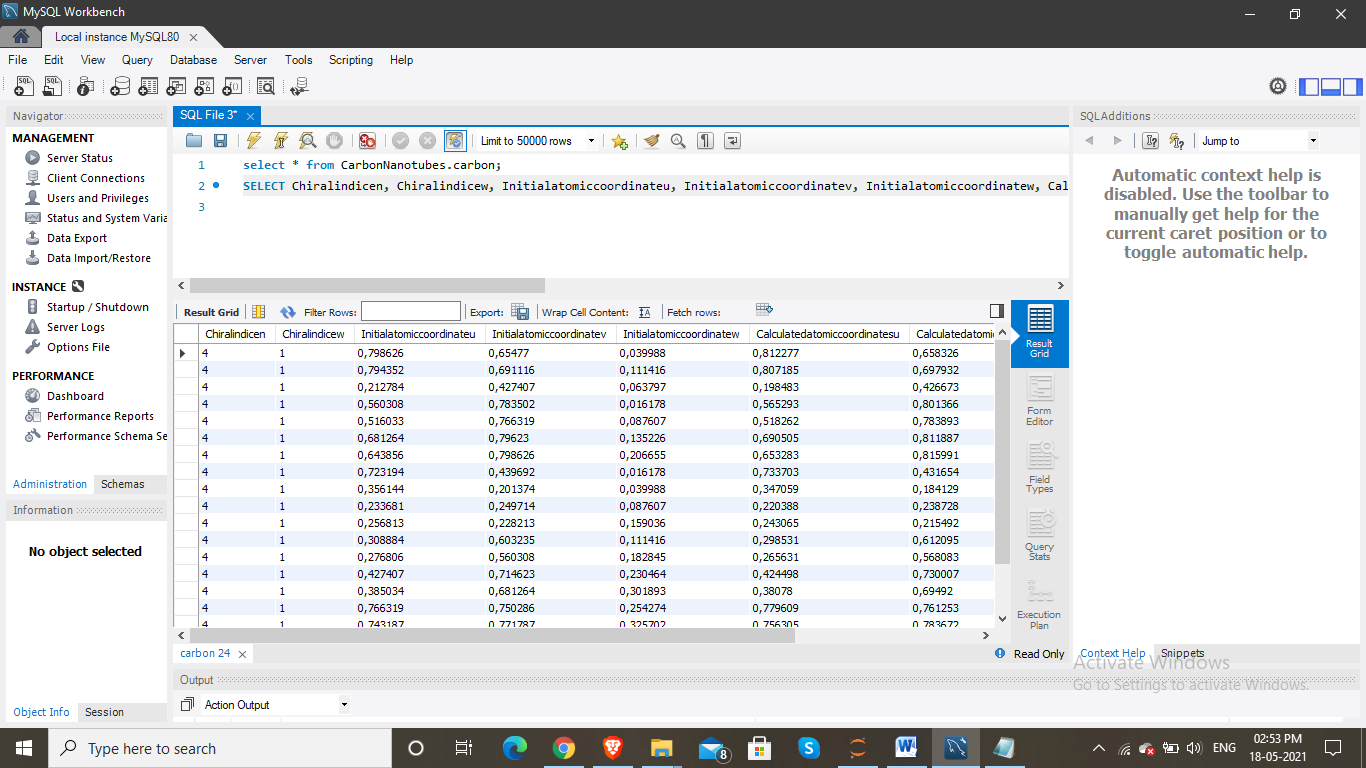 MySQL Workbench
Local instance MySQL80
File Edit View Query Database Server Tools Scripting Help
Navigator
MANAGEMENT
Server Status
Client Connections
Users and Privileges
Status and System Varia
Data Export
Data Import/Restore
INSTANCE
Startup / Shutdown
Server Logs
Options File
PERFORMANCE
Dashboard
Performance Reports
Performance Schema Se
Administration Schemas
Information
No object selected
Object Info Session
SQL File 3*
Limit to 50000 rows
1 select * from CarbonNanotubes.carbon;
2 SELECT Chiralindicen, Chiralindicew, Initialatomiccoordinateu, Initialatomiccoordinatev, Initialatomiccoordinatew, Cal
3
Result Grid Filter Rows: Export: Wrap Cell Content: Fetch rows:
Chiralindicen Chiralindicew Initialatomiccoordinateu Initialatomiccoordinatev Initialatomiccoordinatew Calculatedatomiccoordinatesu Calculatedatomic
4 1 0,798626 0,65477 0,039988 0,812277 0,658326
4 1 0,794352 0,691116 0,111416 0,807185 0,697932
4 1 0,212784 0,427407 0,063797 0,198483 0,426673
4 1 0,560308 0,783502 0,016178 0,565293 0,801366
4 1 0,516033 0,766319 0,087607 0,518262 0,783893
4 1 0,681264 0,79623 0,135226 0,690505 0,811887
4 1 0,643856 0,798626 0,206655 0,653283 0,815991
4 1 0,723194 0,439692 0,016178 0,733703 0,431654
4 1 0,356144 0,201374 0,039988 0,347059 0,184129
4 1 0,233681 0,249714 0,087607 0,220388 0,238728
4 1 0,256813 0,228213 0,159036 0,243065 0,215492
4 1 0,308884 0,603235 0,111416 0,298531 0,612095
4 1 0,276806 0,560308 0,182845 0,265631 0,568083
4 1 0,427407 0,714623 0,230464 0,424498 0,730007
4 1 0,385034 0,681264 0,301893 0,38078 0,69492
4 1 0,766319 0,750286 0,254274 0,779609 0,761253
4 1 0,743187 0,771787 0,325702 0,756305 0,783672
Result
Grid
Form
Editor
Field
Types
Query
Stats
Execution
Plan
carbon 24
Read Only
Output
Action Output
SQLAdditions
Jump to
Automatic context help is
disabled. Use the toolbar to
manually get help for the
current caret position or to
toggle automatic help.
Context Help Snippets
Activate Windows
Go to Settings to activate Windows.
Type here to search
8
ENG
02:53 PM
18-05-2021